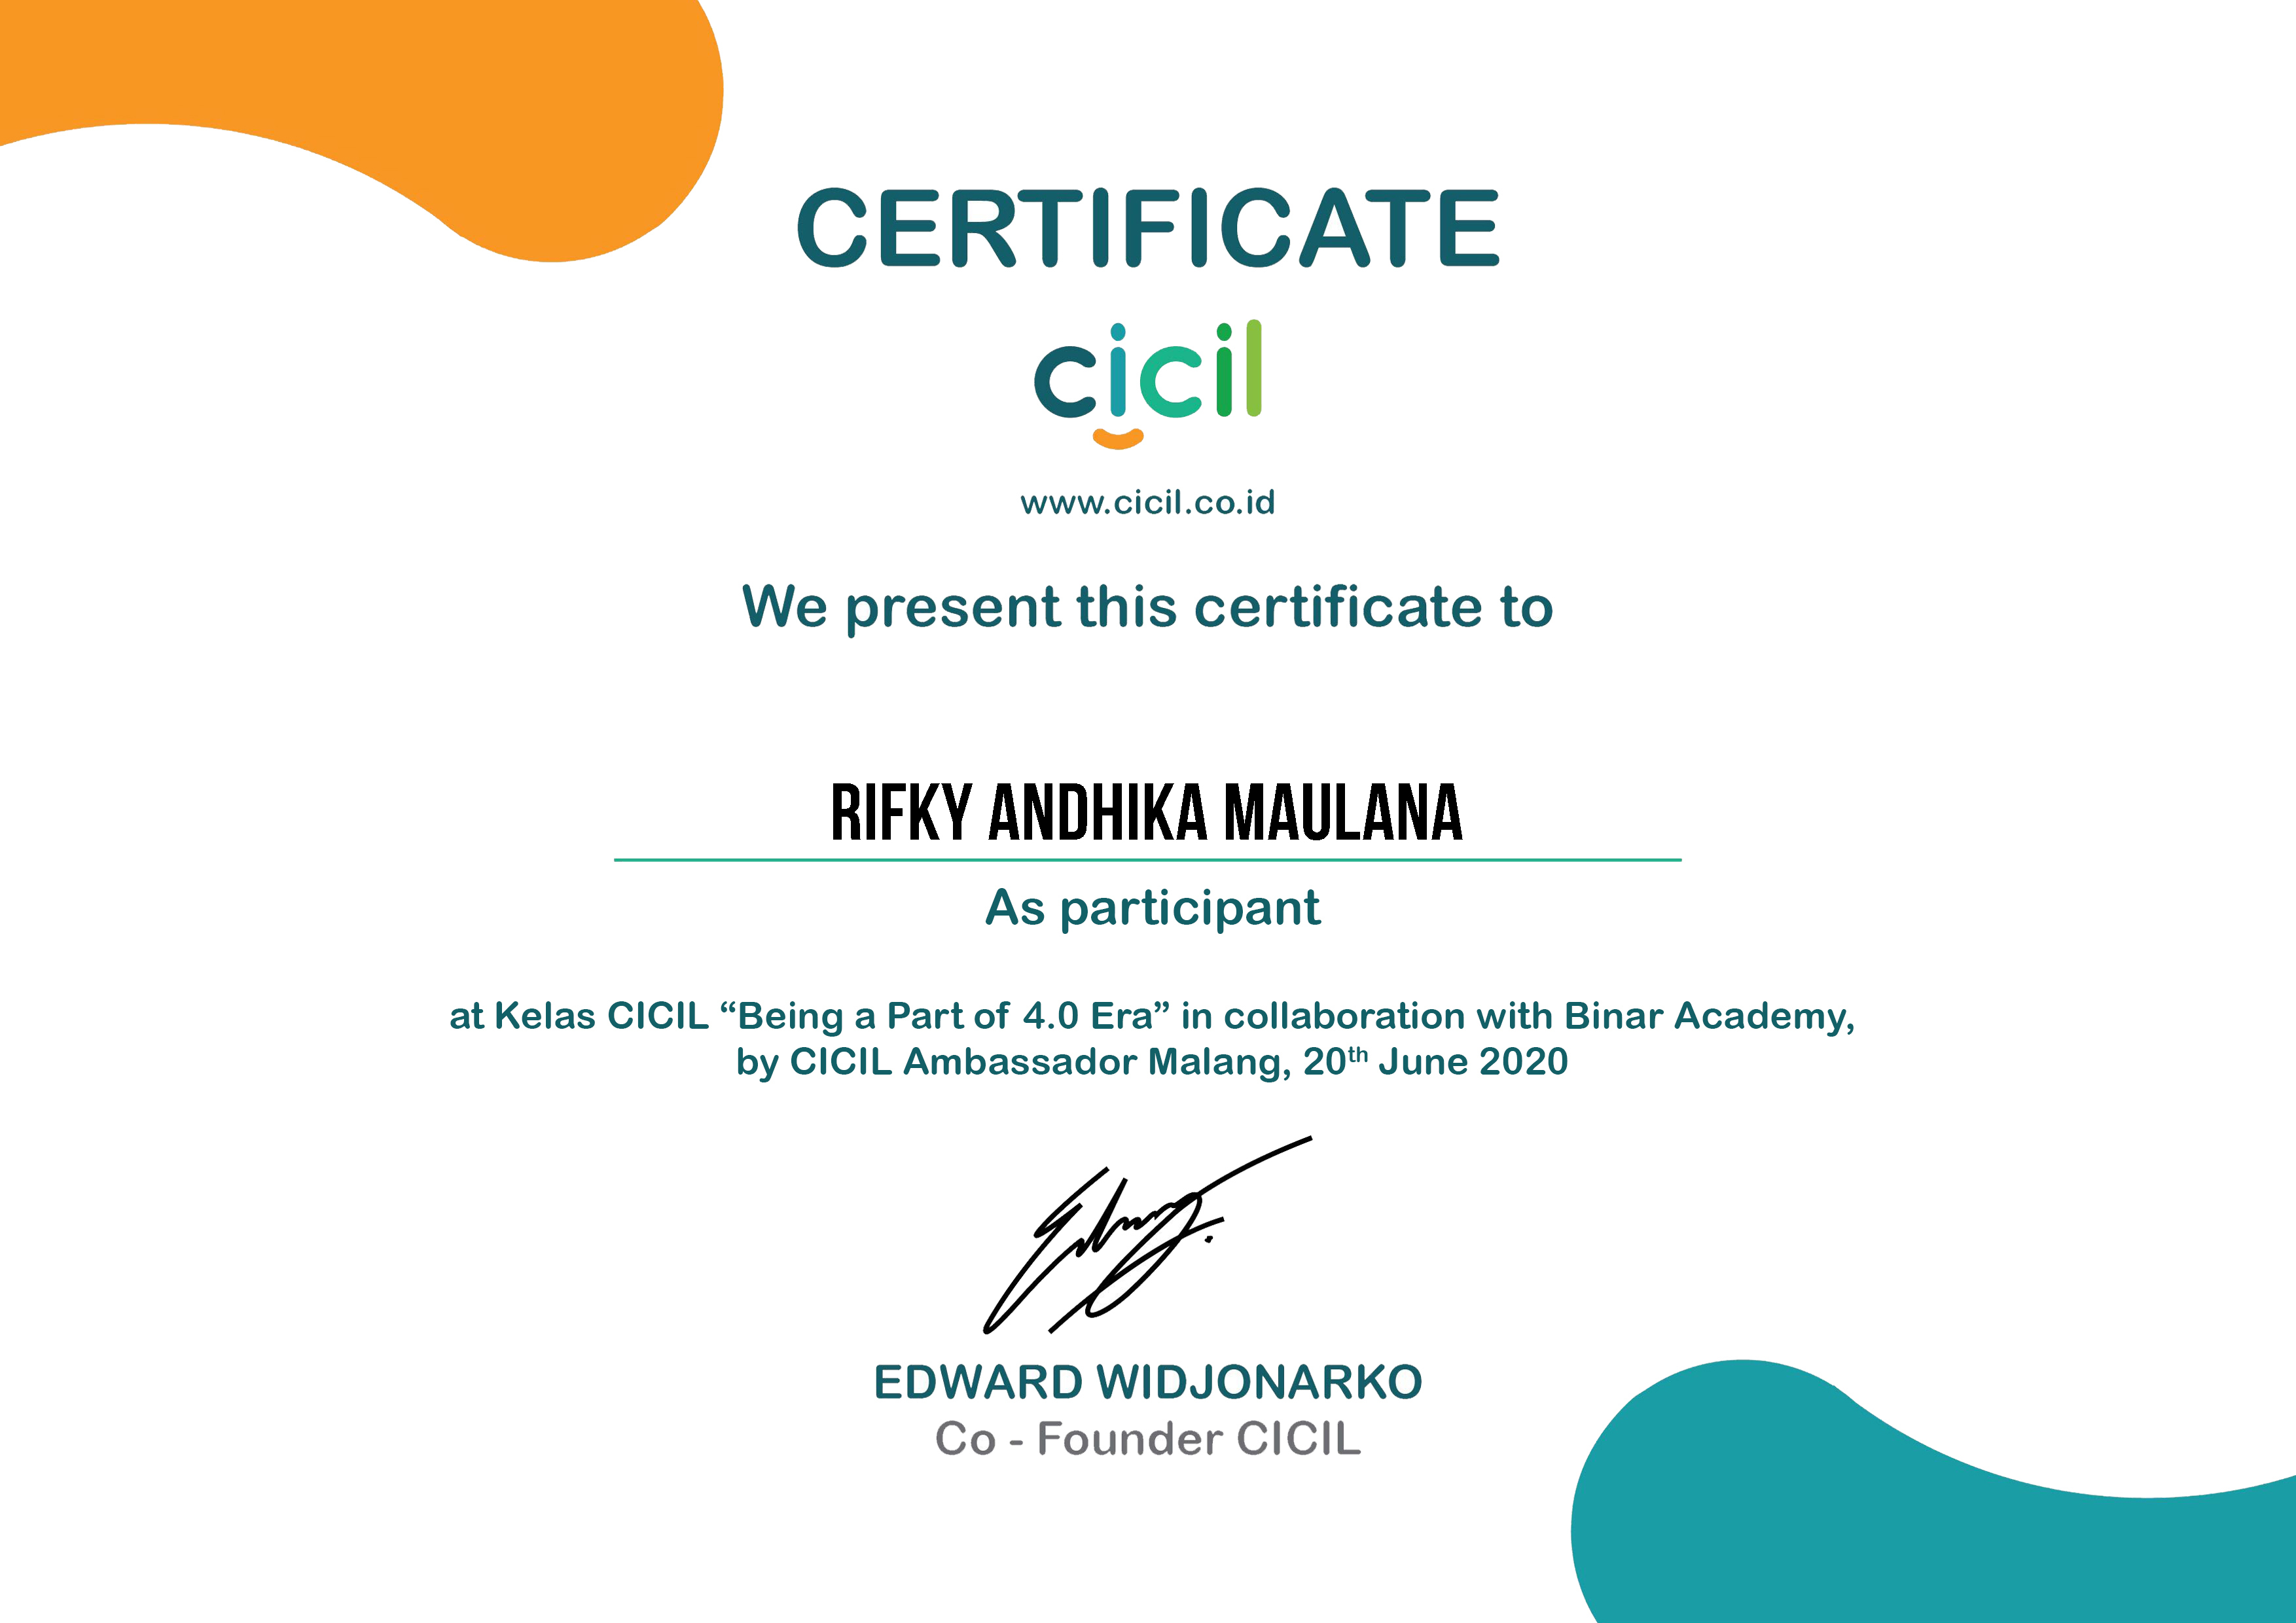 CERTIFICATE
cicil
www.cicil.co.id
We present this certificate to
RIFKY ANDHIKA MAULANA
As participant
at Kelas CICIL “Being a Part of 4.0 Era” in collaboration with Binar Academy,
by CICIL Ambassador Malang, 20th June 2020
EDWARD WIDJONARKO
Co - Founder CICIL